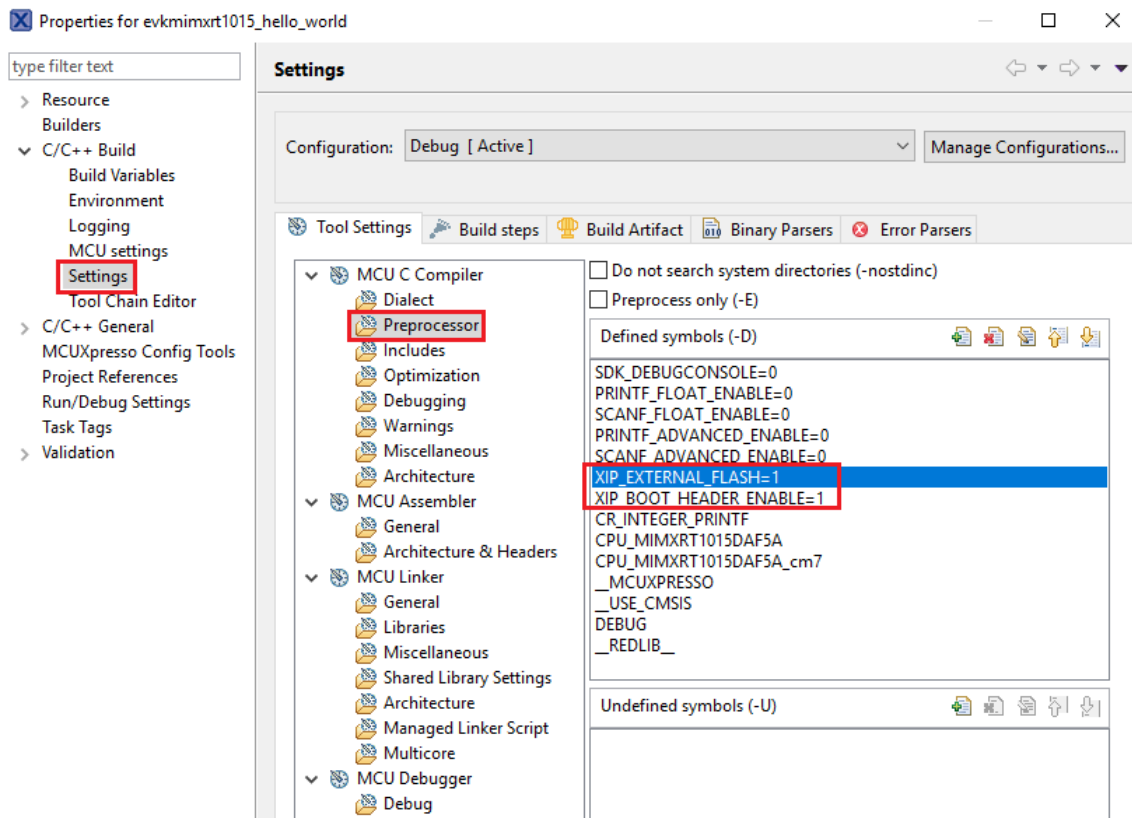 Properties for evkmimxrt1015_hello_world
type filter text
Resource
Builders
C/C++ Build
Build Variables
Environment
Logging
MCU settings
Settings
Tool Chain Editor
C/C++ General
MCUXpresso Config Tools
Project References
Run/Debug Settings
Task Tags
Validation
Settings
Configuration: Debug [ Active ] Manage Configurations...
Tool Settings Build steps Build Artifact Binary Parsers Error Parsers
MCU C Compiler
Dialect
Preprocessor
Includes
Optimization
Debugging
Warnings
Miscellaneous
Architecture
MCU Assembler
General
Architecture & Headers
MCU Linker
General
Libraries
Miscellaneous
Shared Library Settings
Architecture
Managed Linker Script
Multicore
MCU Debugger
Debug
Do not search system directories (-nostdinc)
Preprocess only (-E)
Defined symbols (-D)
SDK_DEBUGCONSOLE=0
PRINTF_FLOAT_ENABLE=0
SCANF_FLOAT_ENABLE=0
PRINTF_ADVANCED_ENABLE=0
SCANF_ADVANCED_ENABLE=0
XIP_EXTERNAL_FLASH=1
XIP_BOOT_HEADER_ENABLE=1
CR_INTEGER_PRINTF
CPU_MIMXRT1015DAF5A
CPU_MIMXRT1015DAF5A_cm7
__MCUXPRESSO
__USE_CMSIS
DEBUG
__REDLIB__
Undefined symbols (-U)